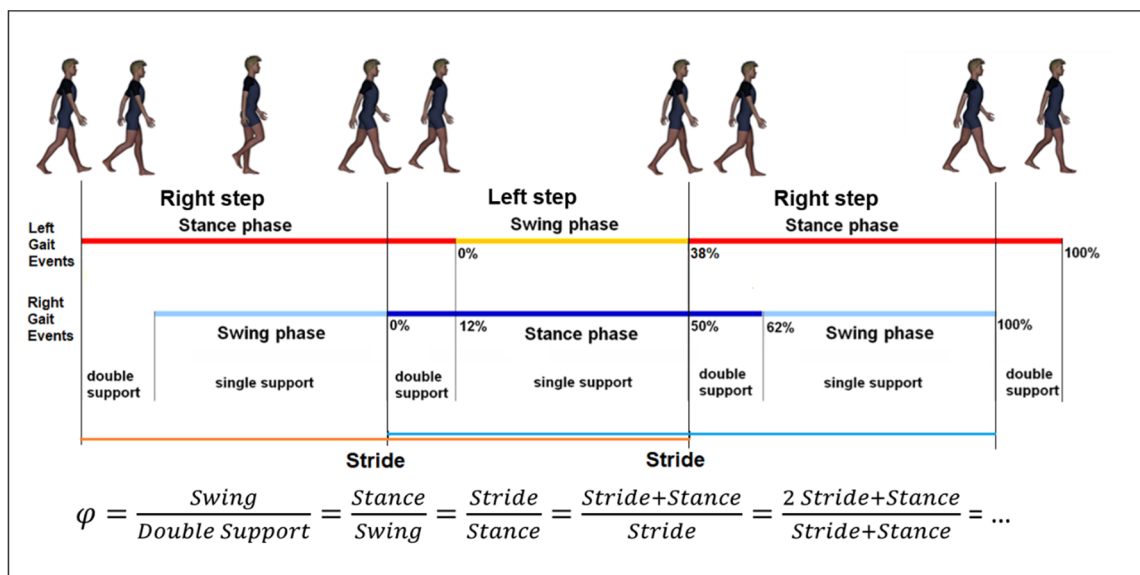 Right step Left step Right step
Stance phase Swing phase Stance phase
Left
Gait
Events
0% 38% 100%
Right
Gait
Events
0% 12% 50% 62% 100%
Swing phase Stance phase Swing phase
double
support
single support
double
support
single support
double
support
single support
double
support
Stride Stride
φ = Swing/Double Support = Stance/Swing = Stride/Stance = Stride+Stance/Stride = 2 Stride+Stance/Stride+Stance = ...